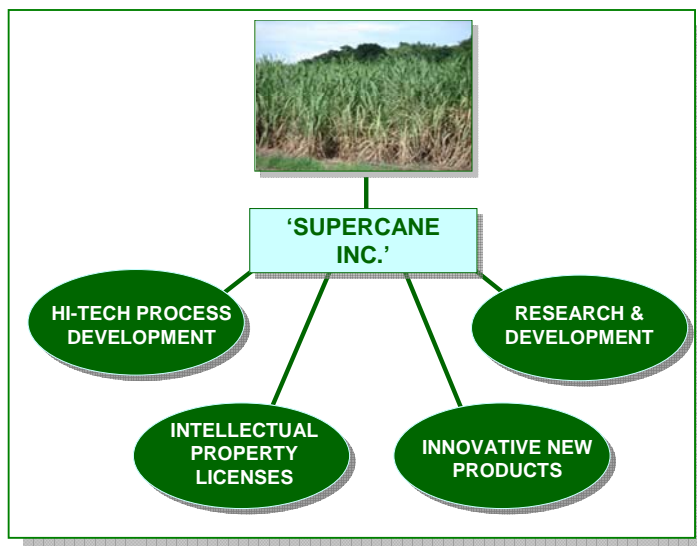 ‘SUPERCANE
INC.’
HI-TECH PROCESS
DEVELOPMENT
RESEARCH &
DEVELOPMENT
INTELLECTUAL
PROPERTY
LICENSES
INNOVATIVE NEW
PRODUCTS